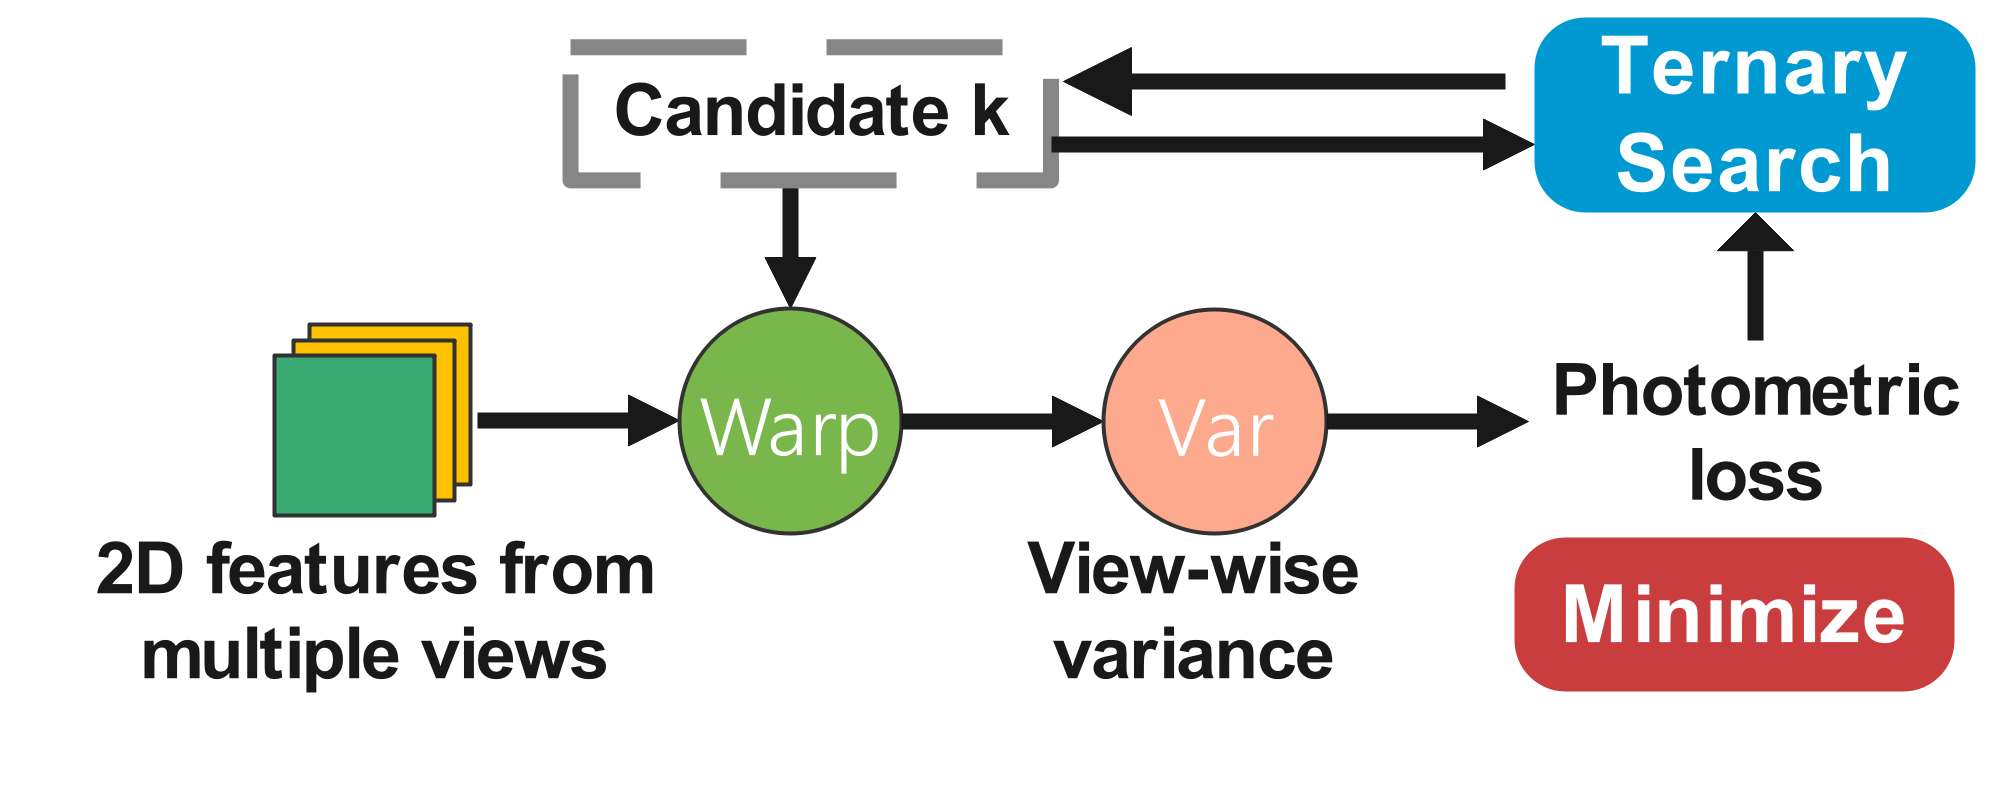 Candidate k
Ternary
Search
Warp
Var
Photometric
loss
2D features from
multiple views
View-wise
variance
Minimize